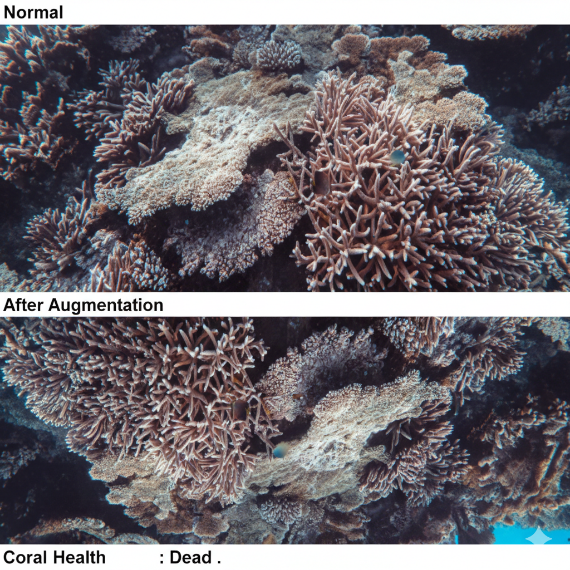 Normal
After Augmentation
Coral Health : Dead .